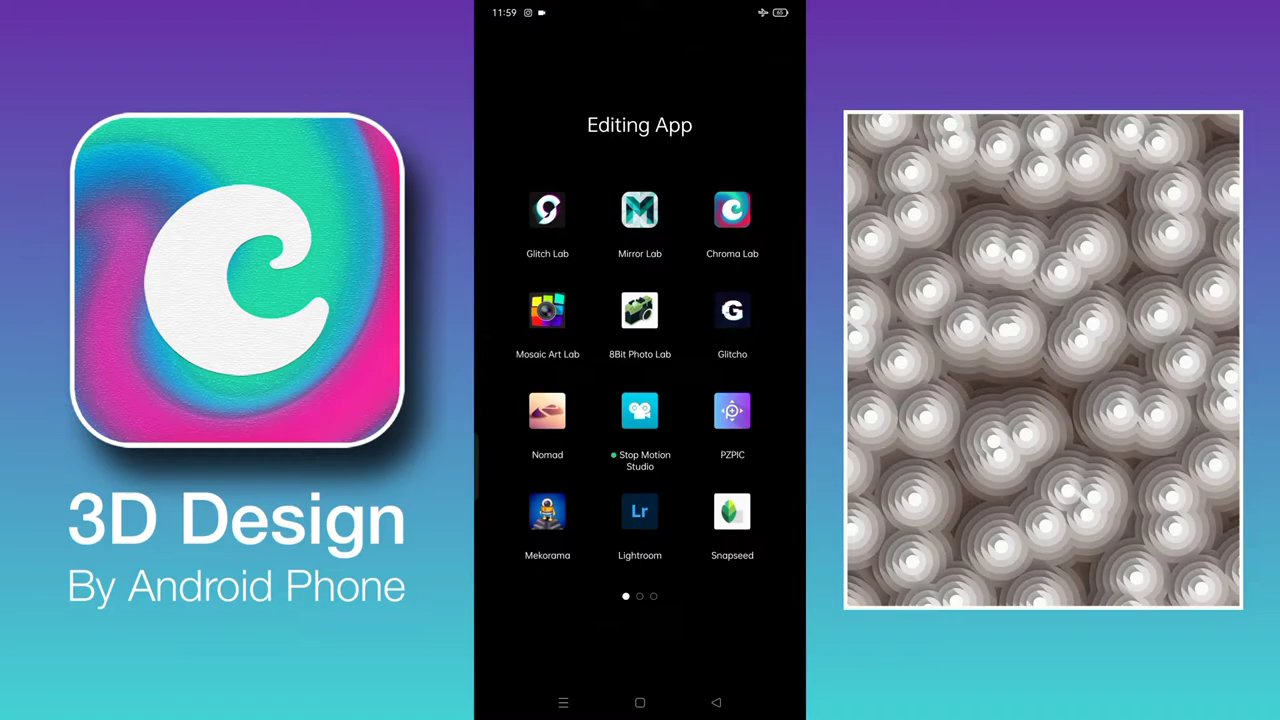 3D Design
By Android Phone
11:59
65
Editing App
Glitch Lab
Mirror Lab
Chroma Lab
Mosaic Art Lab
8Bit Photo Lab
G
Glitcho
Nomad
Stop Motion
Studio
PZPIC
Lr
Mekorama
Lightroom
Snapseed